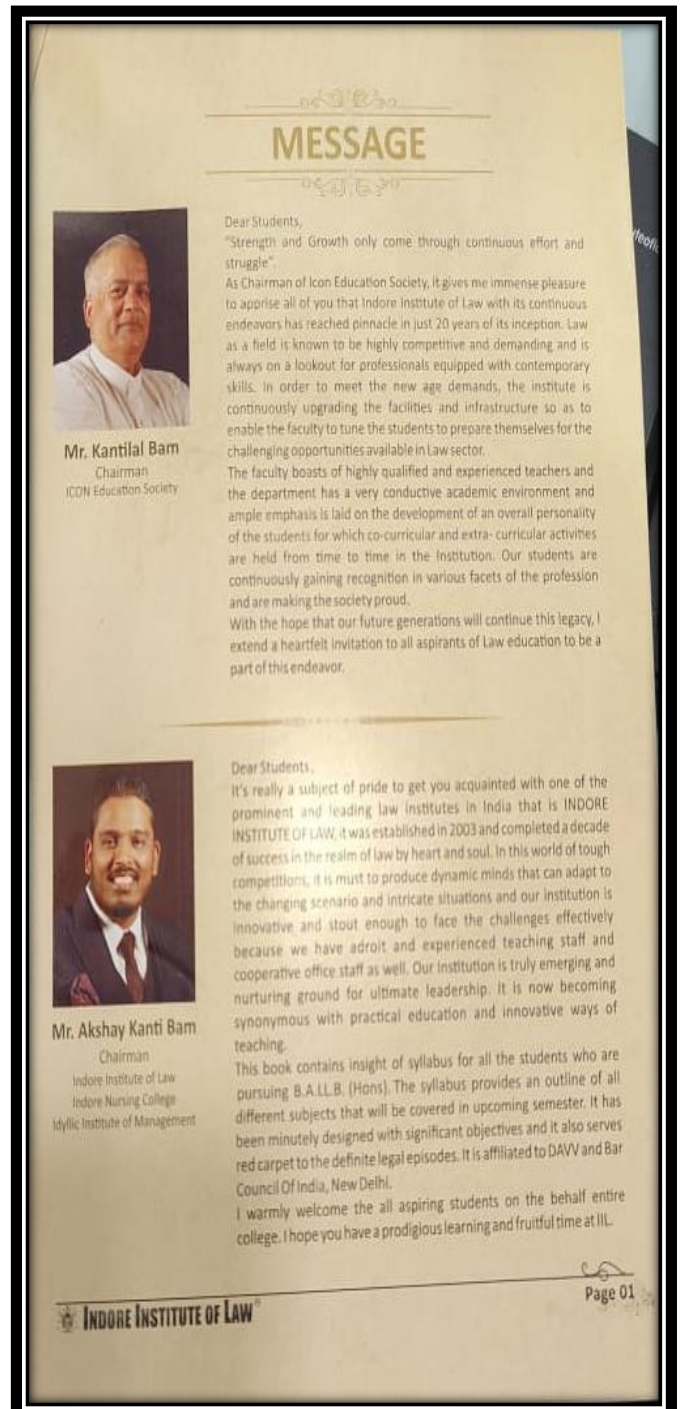 MESSAGE
Dear Students,
"Strength and Growth only come through continuous effort and
struggle".
As Chairman of Icon Education Society, it gives me immense pleasure
to apprise all of you that Indore Institute of Law with its continuous
endeavors has reached pinnacle in just 20 years of its inception. Law
as a field is known to be highly competitive and demanding and is
always on a lookout for professionals equipped with contemporary
skills. In order to meet the new age demands, the institute is
continuously upgrading the facilities and infrastructure so as to
enable the faculty to tune the students to prepare themselves for the
challenging opportunities available in Law sector.
The faculty boasts of highly qualified and experienced teachers and
the department has a very conductive academic environment and
ample emphasis is laid on the development of an overall personality
of the students for which co-curricular and extra- curricular activities
are held from time to time in the Institution. Our students are
continuously gaining recognition in various facets of the profession
and are making the society proud.
With the hope that our future generations will continue this legacy, I
extend a heartfelt invitation to all aspirants of Law education to be a
part of this endeavor.
Mr. Kantilal Bam
Chairman
ICON Education Society
Dear Students,
It's really a subject of pride to get you acquainted with one of the
prominent and leading law institutes in India that is INDORE
INSTITUTE OF LAW, it was established in 2003 and completed a decade
of success in the realm of law by heart and soul. In this world of tough
competitions, it is must to produce dynamic minds that can adapt to
the changing scenario and intricate situations and our institution is
innovative and stout enough to face the challenges effectively
because we have adroit and experienced teaching staff and
cooperative office staff as well. Our Institution is truly emerging and
nurturing ground for ultimate leadership. It is now becoming
synonymous with practical education and innovative ways of
teaching.
This book contains insight of syllabus for all the students who are
pursuing B.A.LL.B. (Hons). The syllabus provides an outline of all
different subjects that will be covered in upcoming semester. It has
been minutely designed with significant objectives and it also serves
red carpet to the definite legal episodes. It is affiliated to DAVV and Bar
Council Of India, New Delhi.
I warmly welcome the all aspiring students on the behalf entire
college. I hope you have a prodigious learning and fruitful time at IIL.
Mr. Akshay Kanti Bam
Chairman
Indore Institute of Law
Indore Nursing College
Idyllic Institute of Management
INDORE INSTITUTE OF LAW®
Page 01